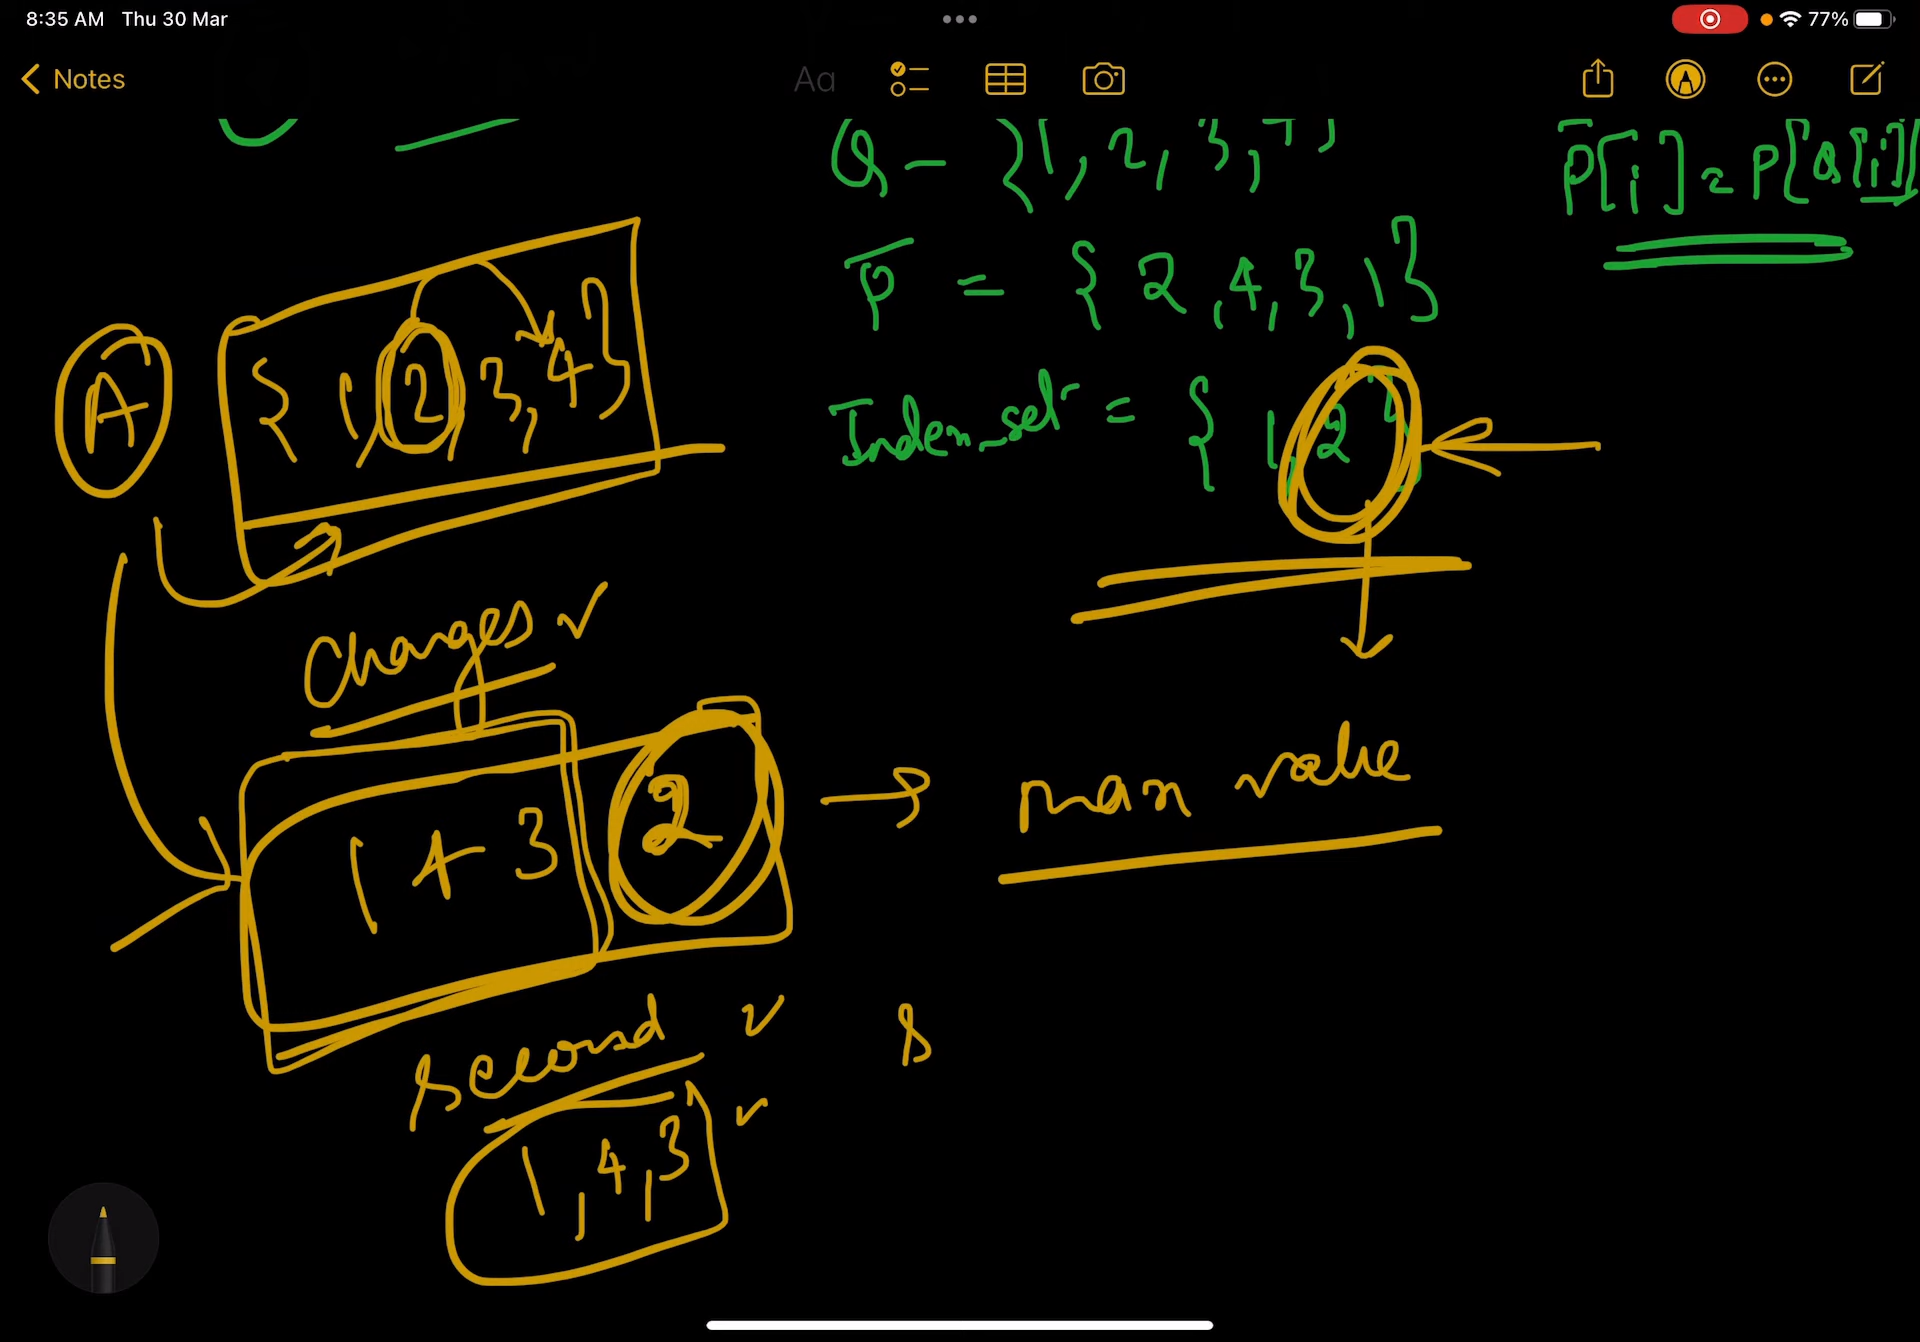 8:35 AM Thu 30 Mar
77%
Notes
Aa
Q - {1, 2, 3,
P[i] = P[Q[i]]
P = { 2, 4, 3, 1}
A
{ 1, 2, 3, 4}
Index_set = { 1, 2 }
Changes ✓
1 4 3 2 → max value
second ✓
s
1, 4, 3 ✓